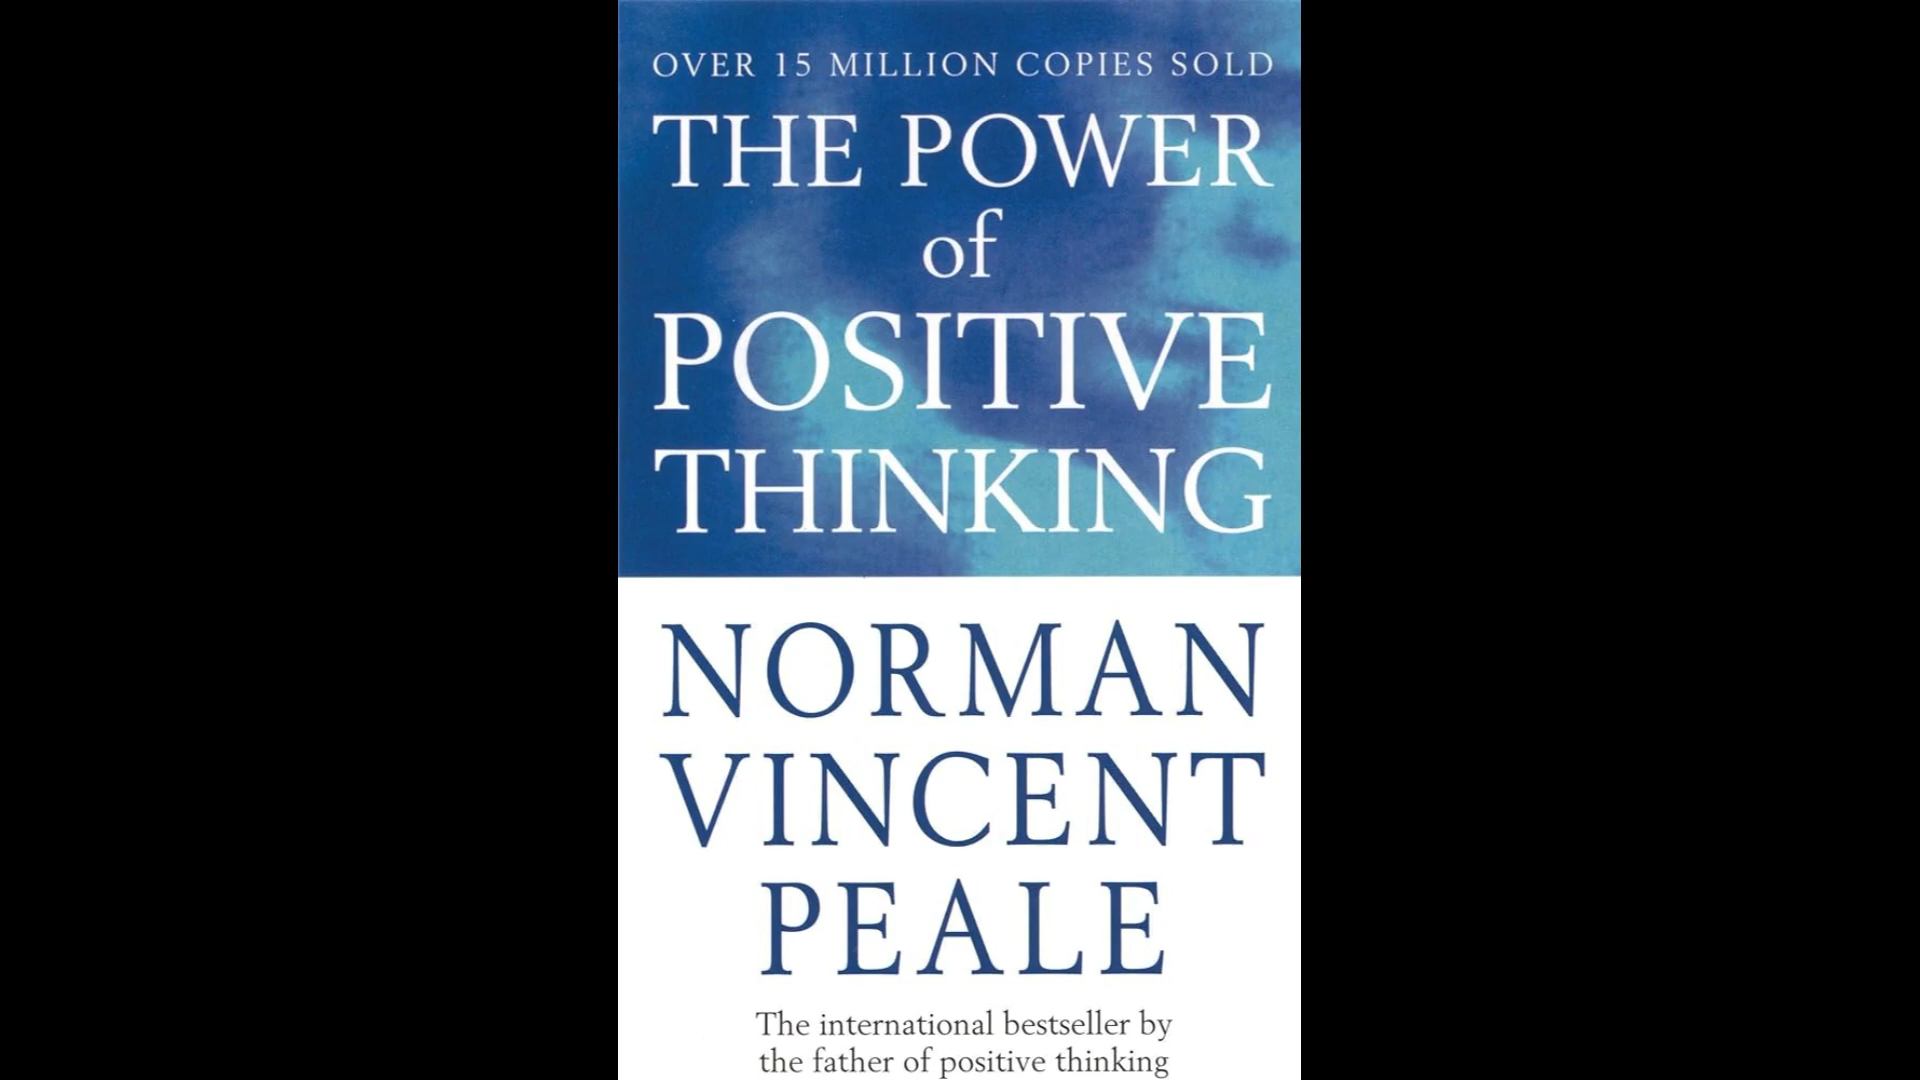 OVER 15 MILLION COPIES SOLD
THE POWER
of
POSITIVE
THINKING
NORMAN
VINCENT
PEALE
The international bestseller by
the father of positive thinking